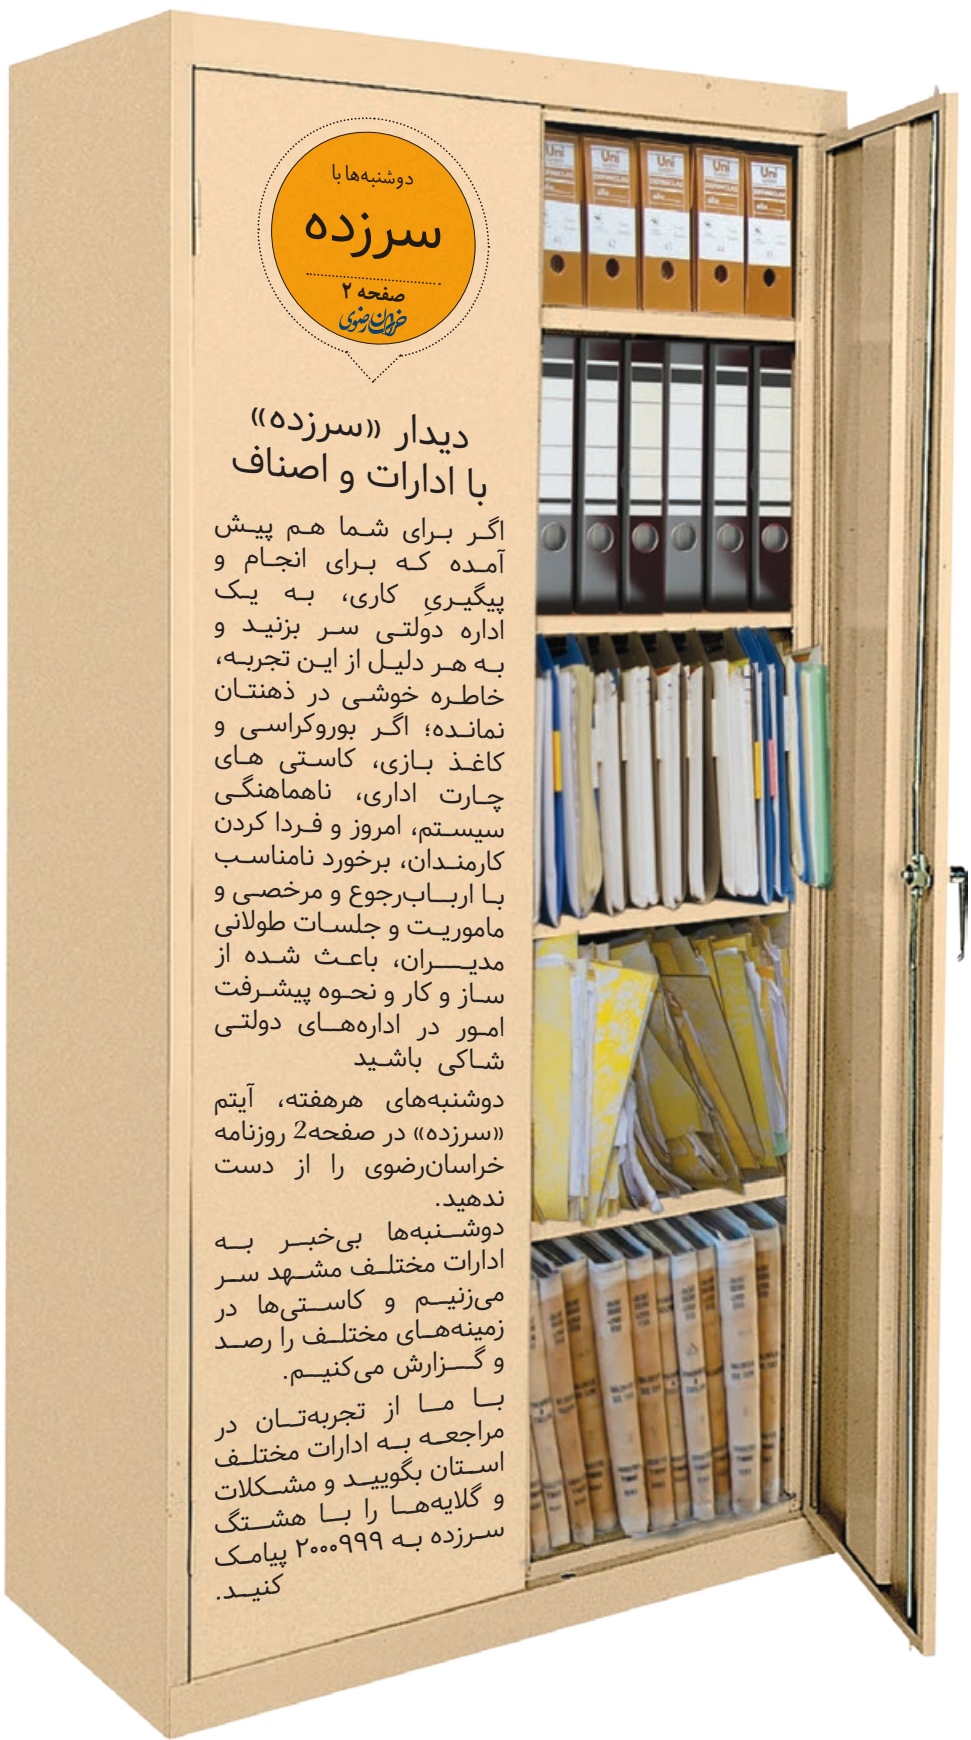 دوشنبه‌ها با
سرزده
صفحه ۲
خراسان رضوی
دیدار «سرزده»
با ادارات و اصناف
اگر برای شما هم پیش
آمده که برای انجام و
پیگیریِ کاری، به یک
اداره دولتی سر بزنید و
به هر دلیل از این تجربه،
خاطره خوشی در ذهنتان
نمانده؛ اگر بوروکراسی و
کاغذ بازی، کاستی های
چارت اداری، ناهماهنگی
سیستم، امروز و فردا کردن
کارمندان، برخورد نامناسب
با ارباب‌رجوع و مرخصی و
ماموریت و جلسات طولانی
مدیران، باعث شده از
ساز و کار و نحوه پیشرفت
امور در اداره‌های دولتی
شاکی باشید
دوشنبه‌های هرهفته، آیتم
«سرزده» در صفحه2 روزنامه
خراسان‌رضوی را از دست
ندهید.
دوشنبه‌ها بی‌خبر به
ادارات مختلف مشهد سر
می‌زنیم و کاستی‌ها در
زمینه‌های مختلف را رصد
و گزارش می‌کنیم.
با ما از تجربه‌تان در
مراجعه به ادارات مختلف
استان بگویید و مشکلات
و گلایه‌ها را با هشتگ
سرزده به ۲۰۰۰۹۹۹ پیامک
کنید.
Uni
Uni
Uni
Uni
Uni